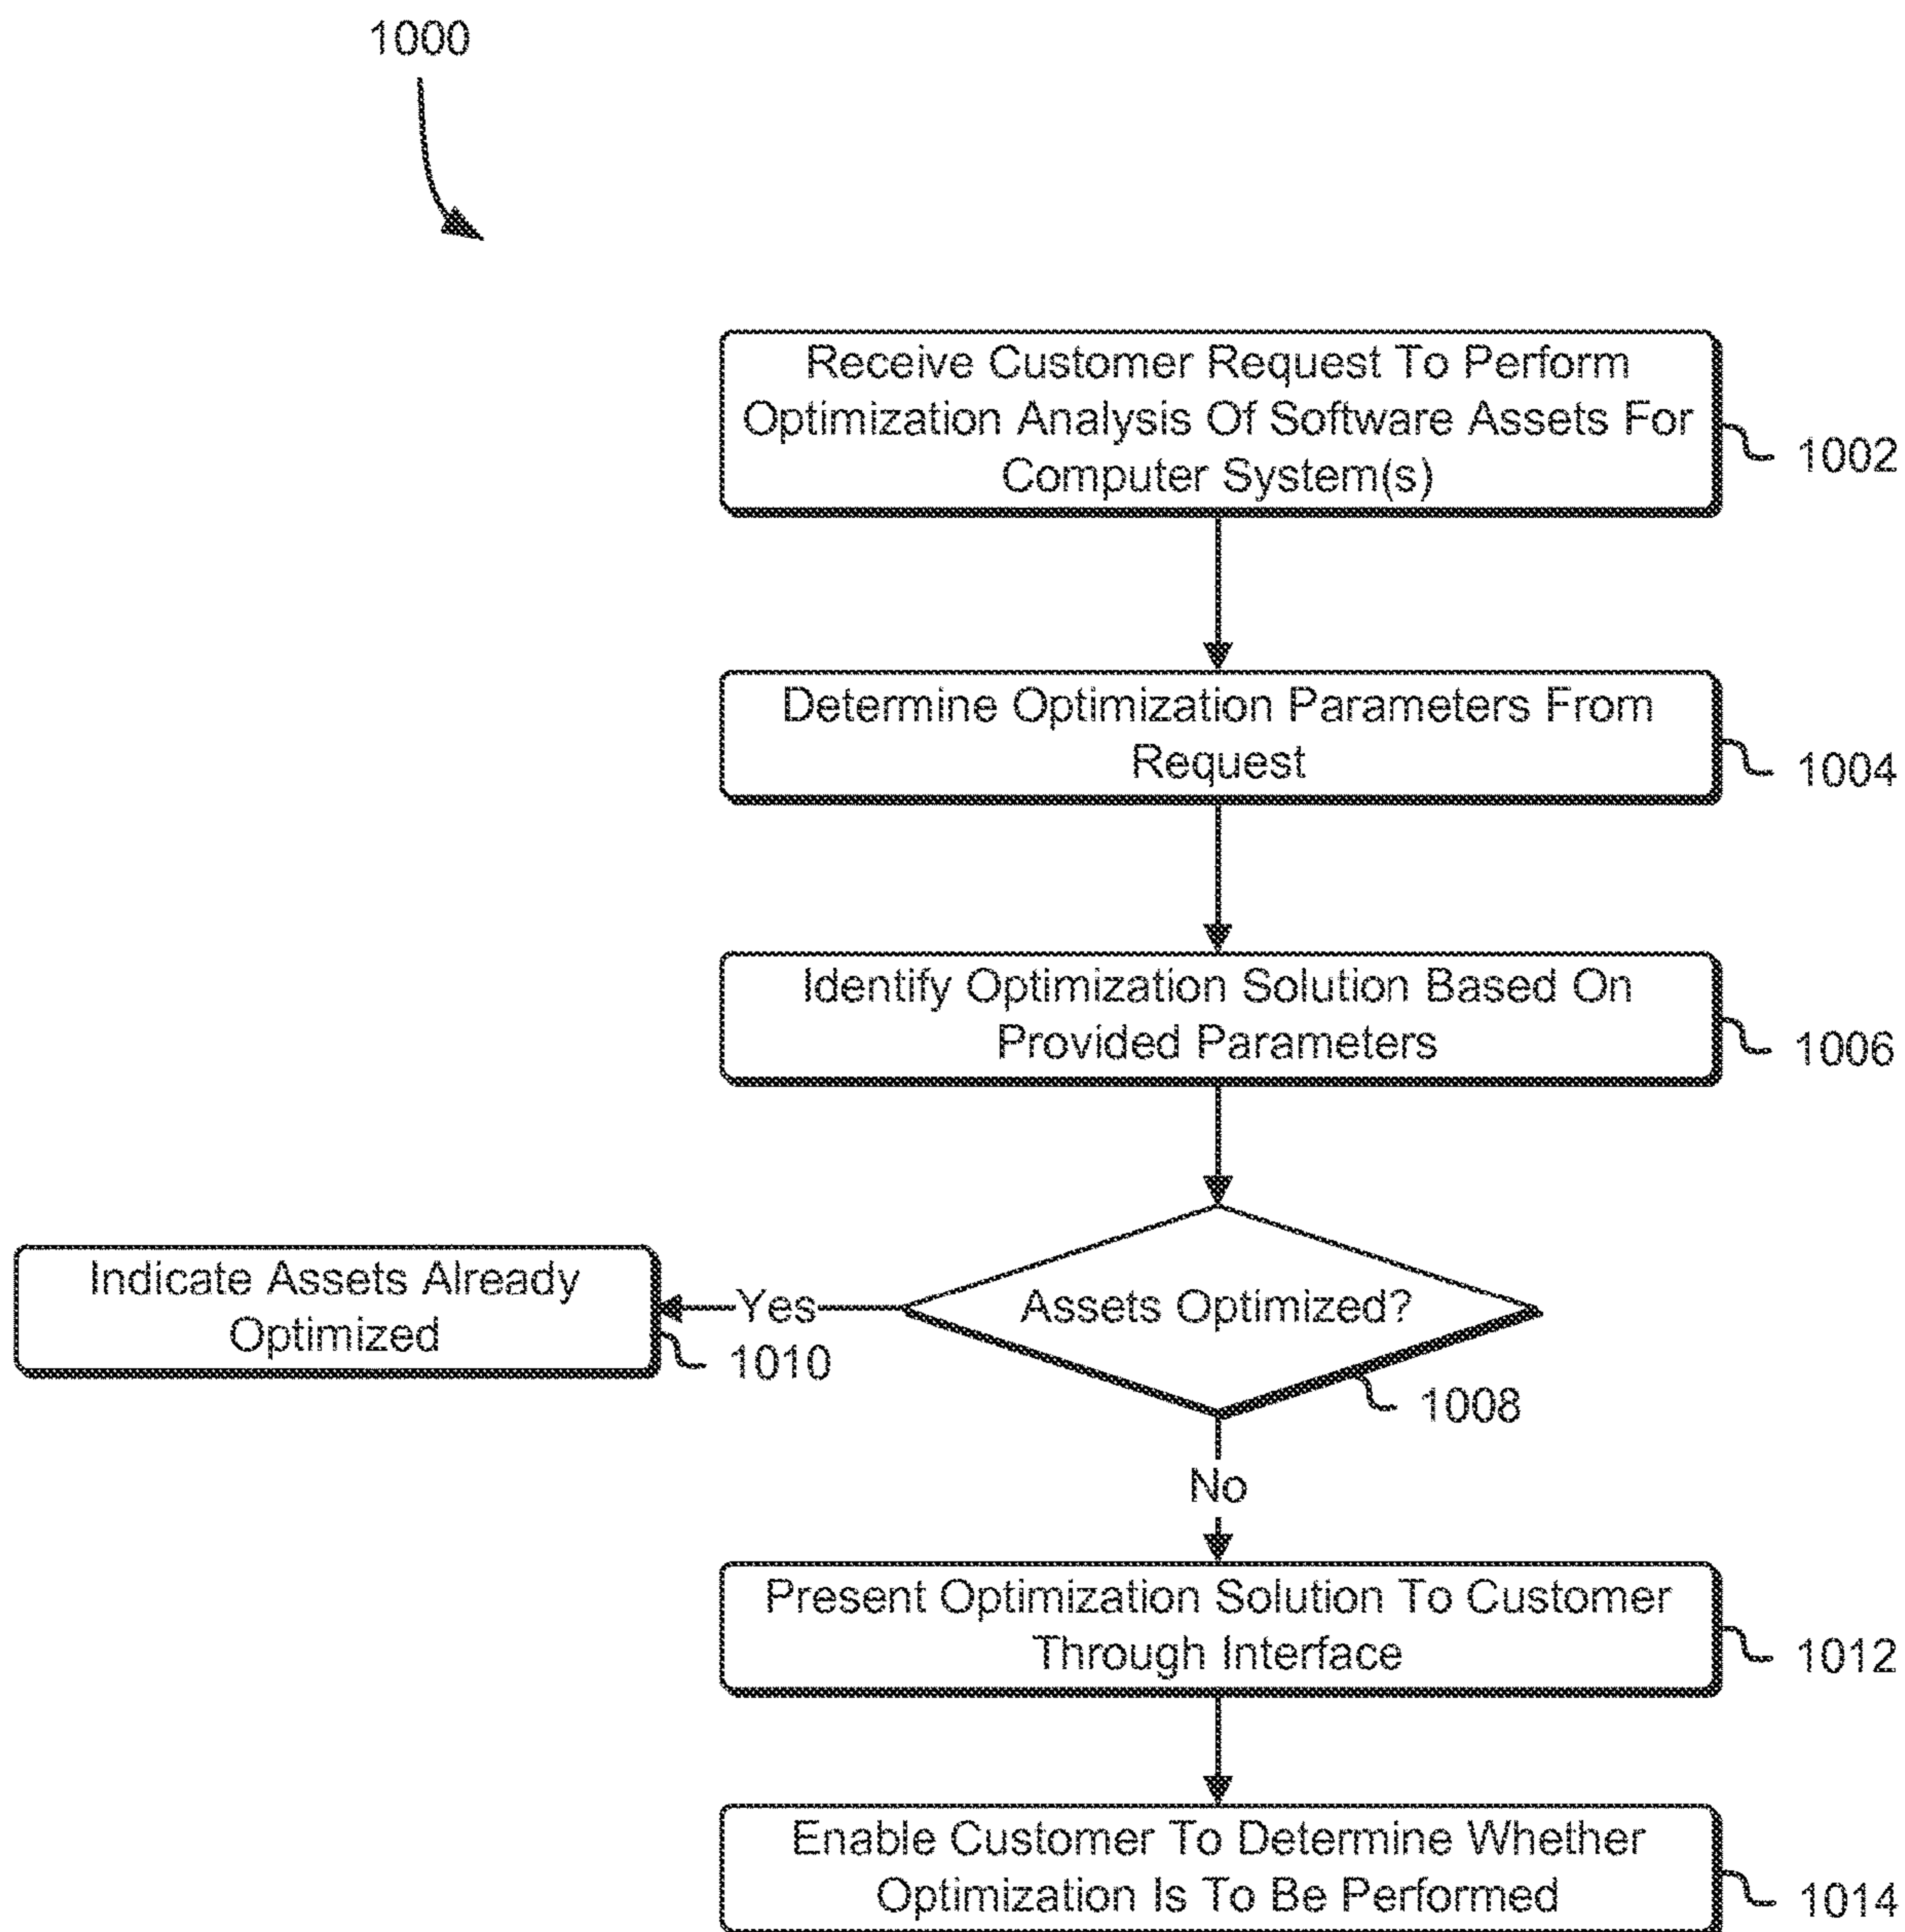 1000
Receive Customer Request To Perform
Optimization Analysis Of Software Assets For
Computer System(s)
1002
Determine Optimization Parameters From
Request
1004
Identify Optimization Solution Based On
Provided Parameters
1006
Assets Optimized?
1008
Yes
Indicate Assets Already
Optimized
1010
No
Present Optimization Solution To Customer
Through Interface
1012
Enable Customer To Determine Whether
Optimization Is To Be Performed
1014